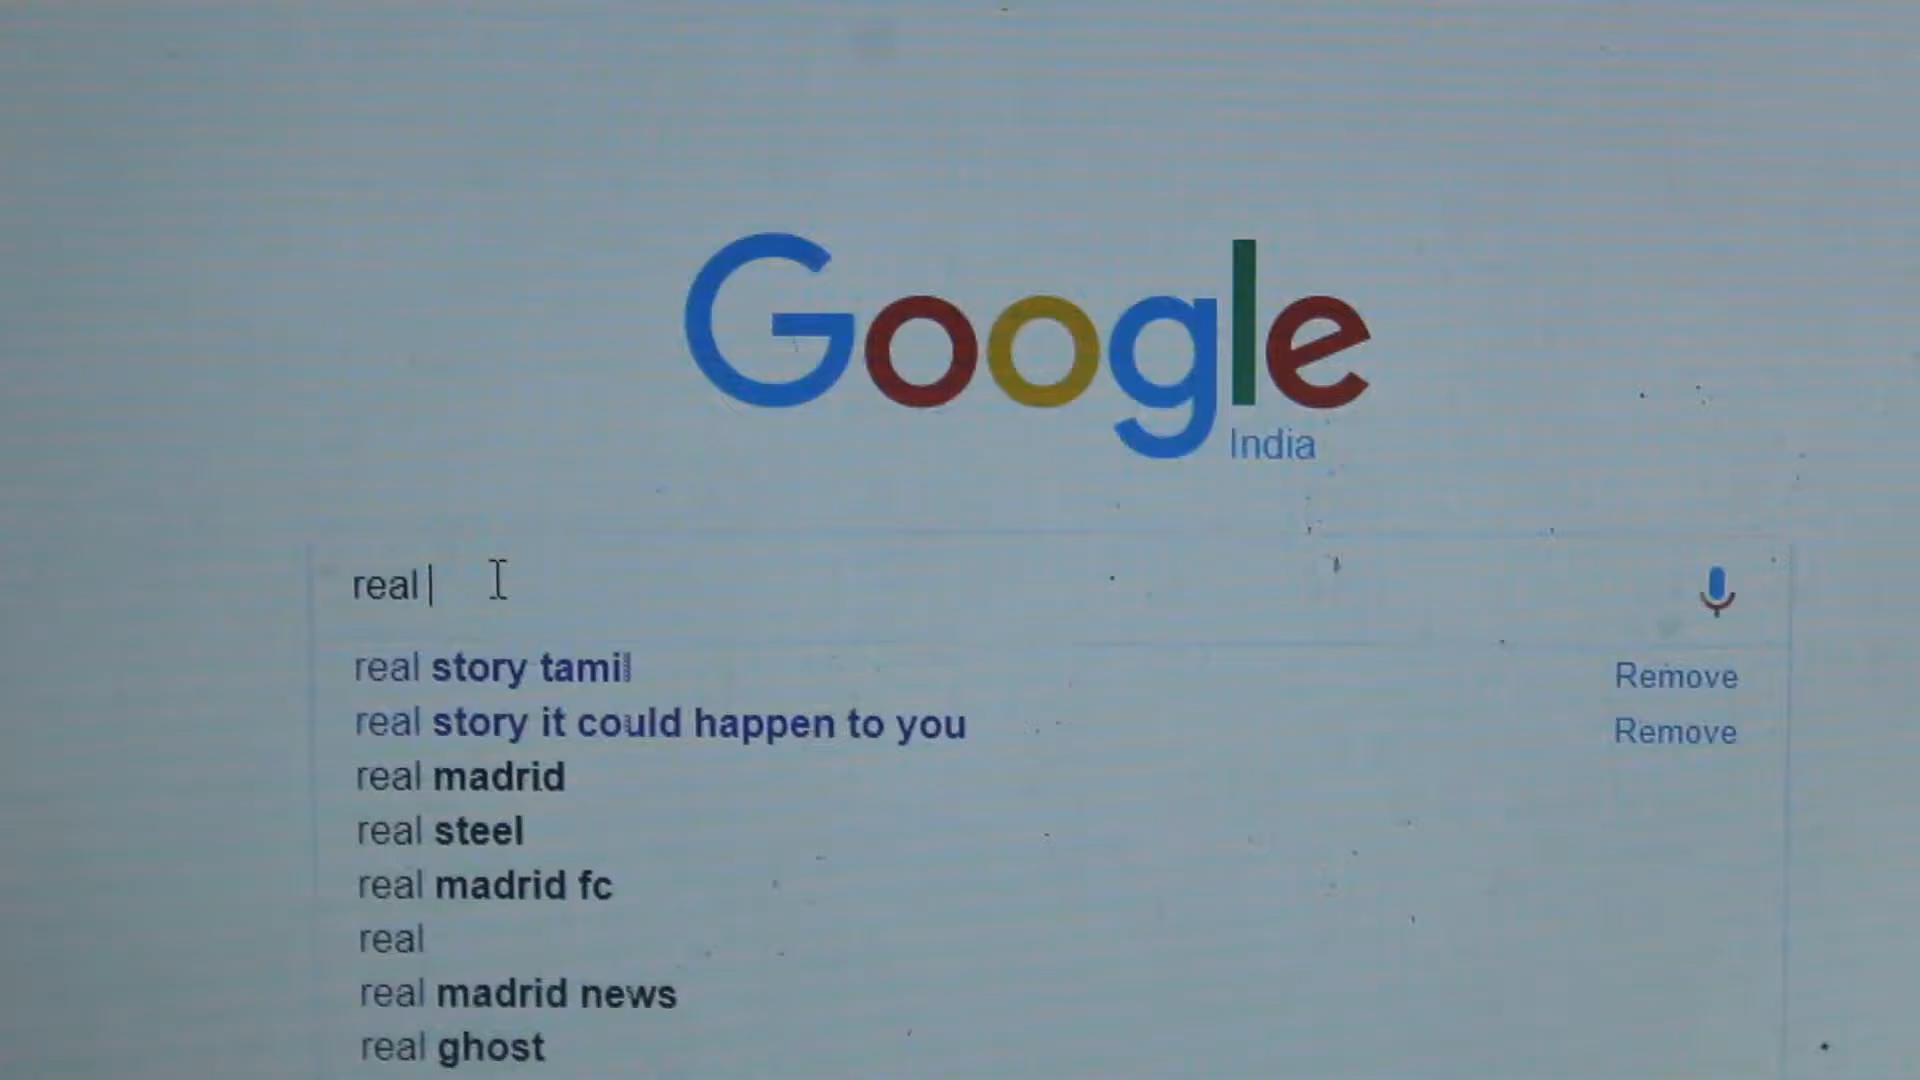 Google
India
real
real story tamil
Remove
real story it could happen to you
Remove
real madrid
real steel
real madrid fc
real
real madrid news
real ghost